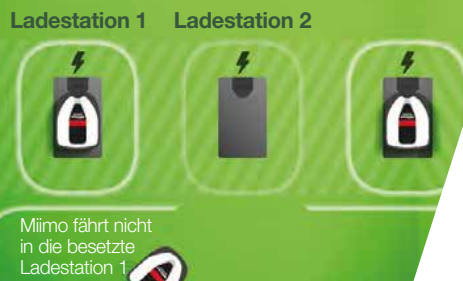 Ladestation 1
Ladestation 2
Miimo fährt nicht
in die besetzte
Ladestation 1